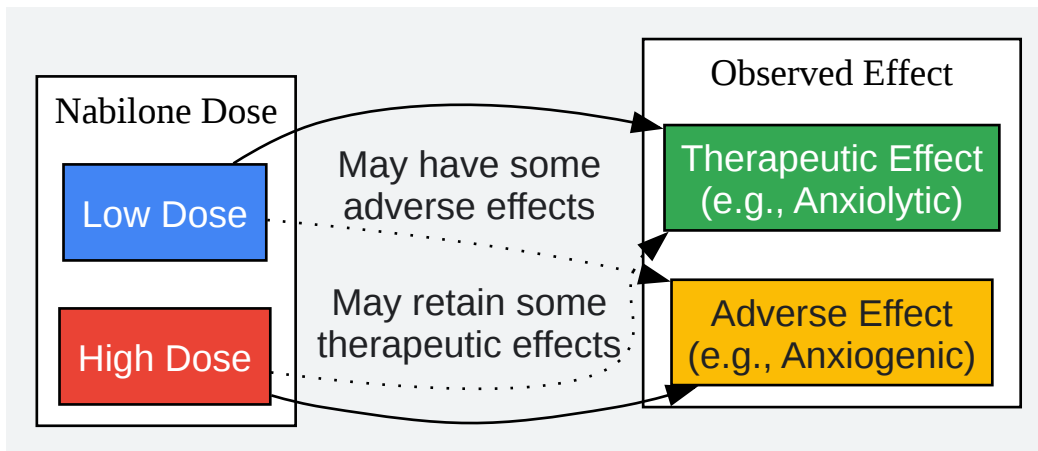 Nabilone Dose
Low Dose
High Dose
May have some
adverse effects
May retain some
therapeutic effects
Observed Effect
Therapeutic Effect
(e.g., Anxiolytic)
Adverse Effect
(e.g., Anxiogenic)